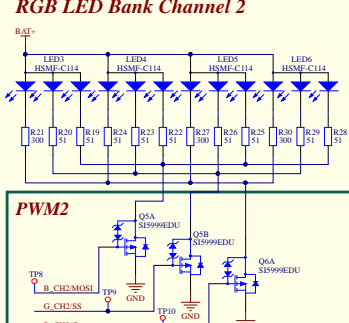 RGB LED Bank Channel 2
BAT+
LED3
HSMF-C114
LED4
HSMF-C114
LED5
HSMF-C114
LED6
HSMF-C114
R21
300
R20
51
R19
51
R24
51
R23
51
R22
51
R27
300
R26
51
R25
51
R30
300
R29
51
R28
51
PWM2
Q5A
SI5999EDU
Q5B
SI5999EDU
Q6A
SI5999EDU
TP8
B_CH2/MOSI
TP9
G_CH2/SS
TP10
GND
GND